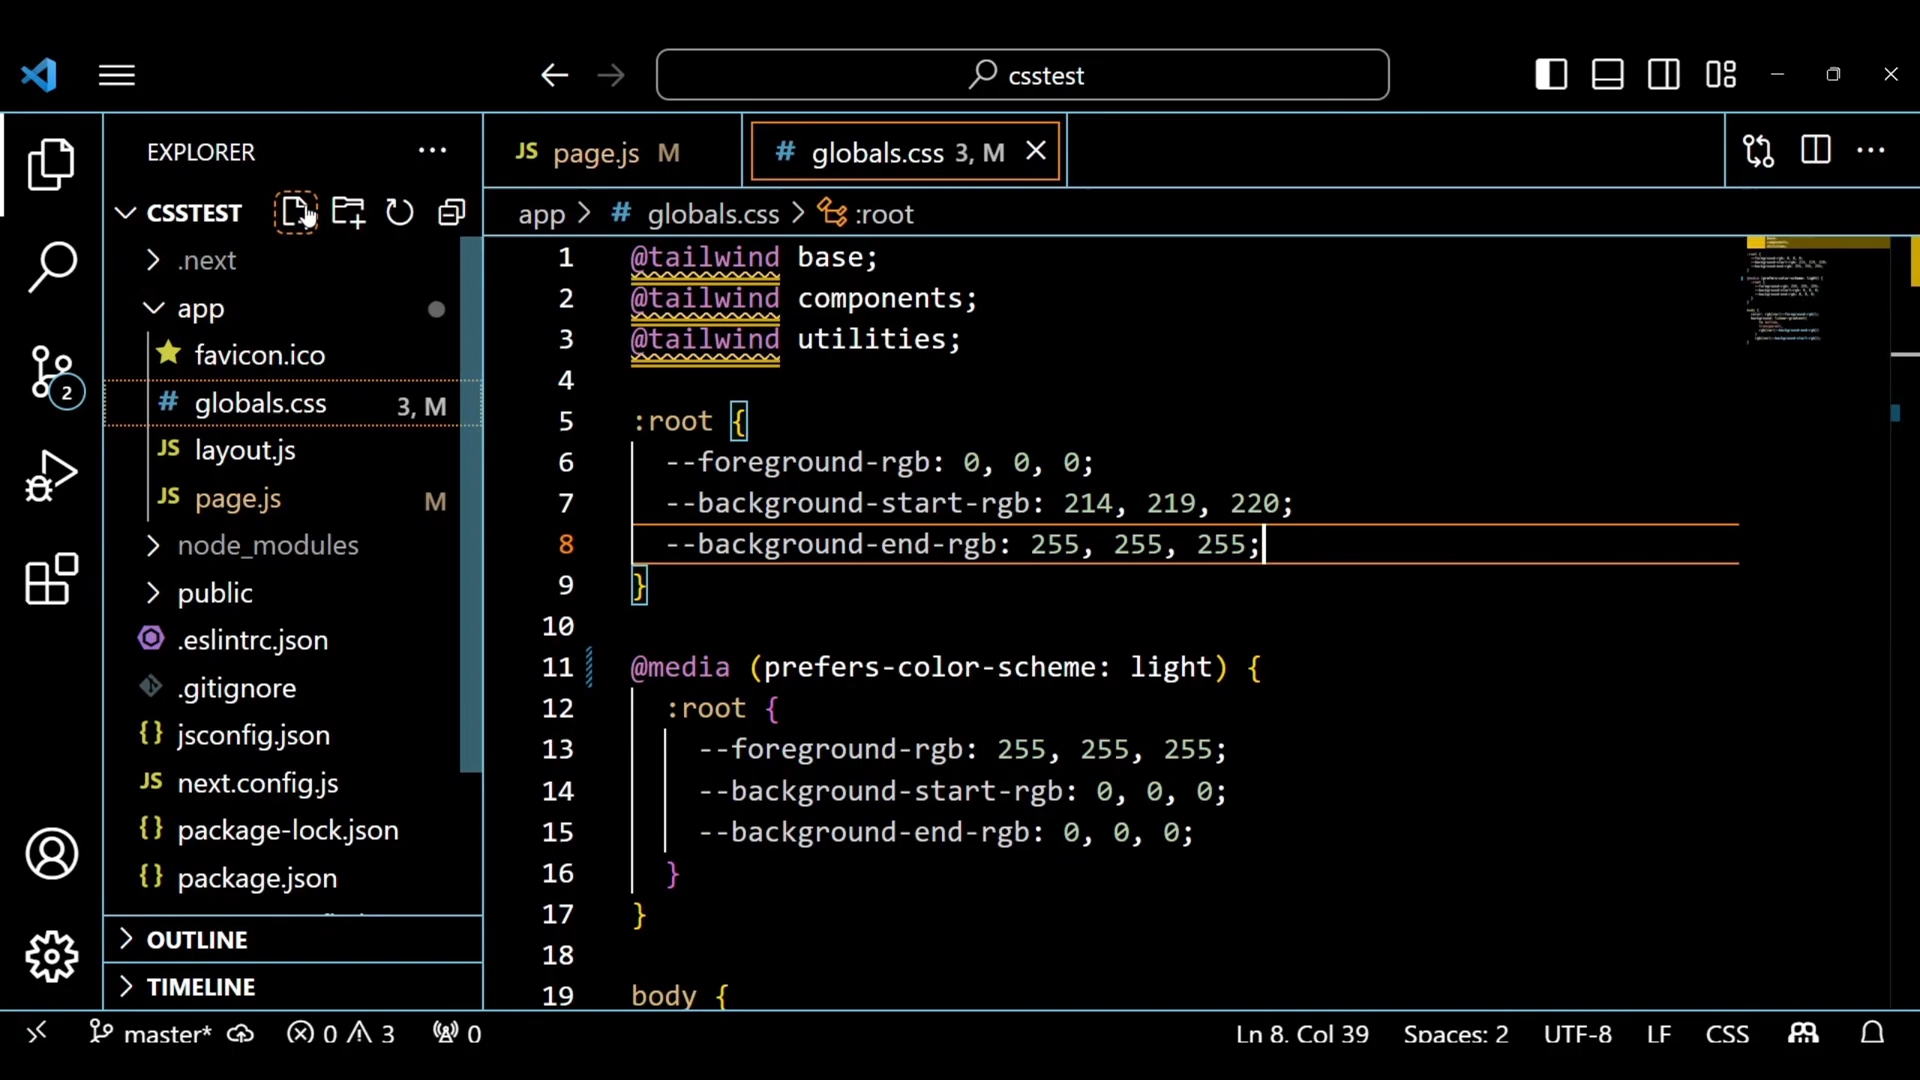 csstest
EXPLORER
JS page.js M
# globals.css 3, M
CSSTEST
app > # globals.css > :root
.next
app
favicon.ico
# globals.css 3, M
JS layout.js
JS page.js M
node_modules
public
.eslintrc.json
.gitignore
{} jsconfig.json
JS next.config.js
{} package-lock.json
{} package.json
OUTLINE
TIMELINE
2
1 @tailwind base;
2 @tailwind components;
3 @tailwind utilities;
4
5 :root {
6 --foreground-rgb: 0, 0, 0;
7 --background-start-rgb: 214, 219, 220;
8 --background-end-rgb: 255, 255, 255;
9 }
10
11 @media (prefers-color-scheme: light) {
12 :root {
13 --foreground-rgb: 255, 255, 255;
14 --background-start-rgb: 0, 0, 0;
15 --background-end-rgb: 0, 0, 0;
16 }
17 }
18
19 body {
master* 0 3 0 Ln 8, Col 39 Spaces: 2 UTF-8 LF CSS